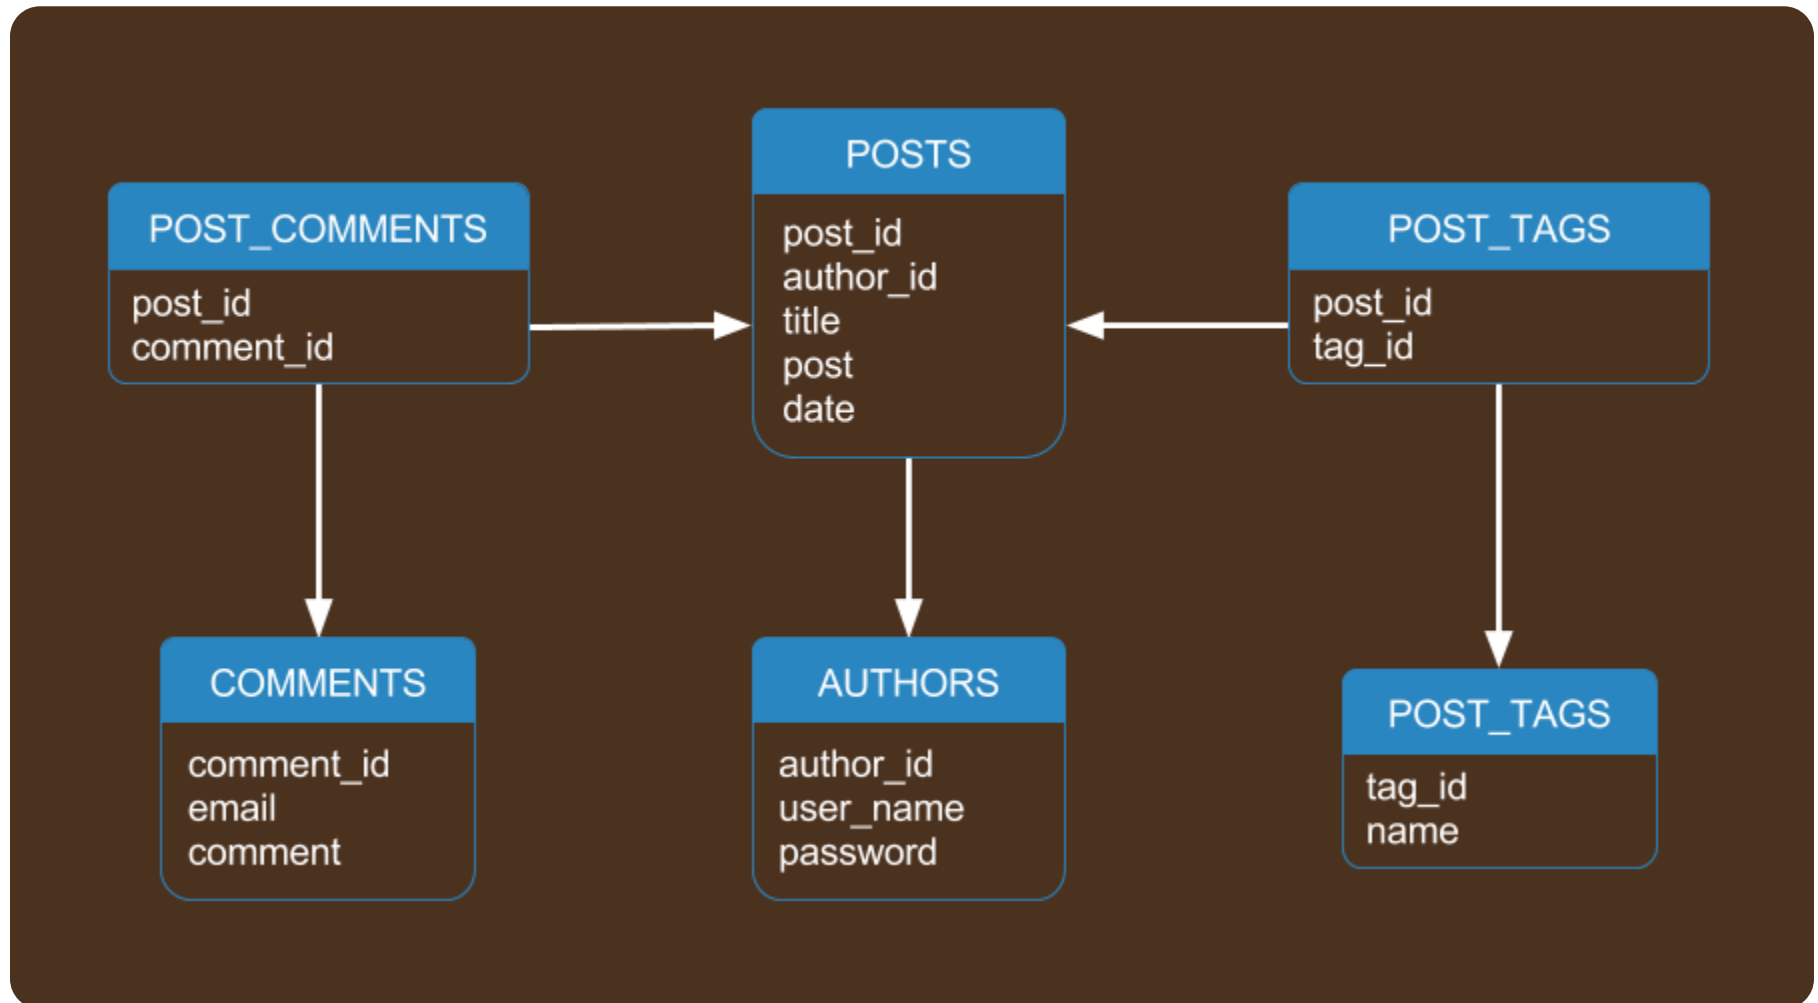 POSTS
post_id
author_id
title
post
date
POST_COMMENTS
post_id
comment_id
POST_TAGS
post_id
tag_id
COMMENTS
comment_id
email
comment
AUTHORS
author_id
user_name
password
POST_TAGS
tag_id
name